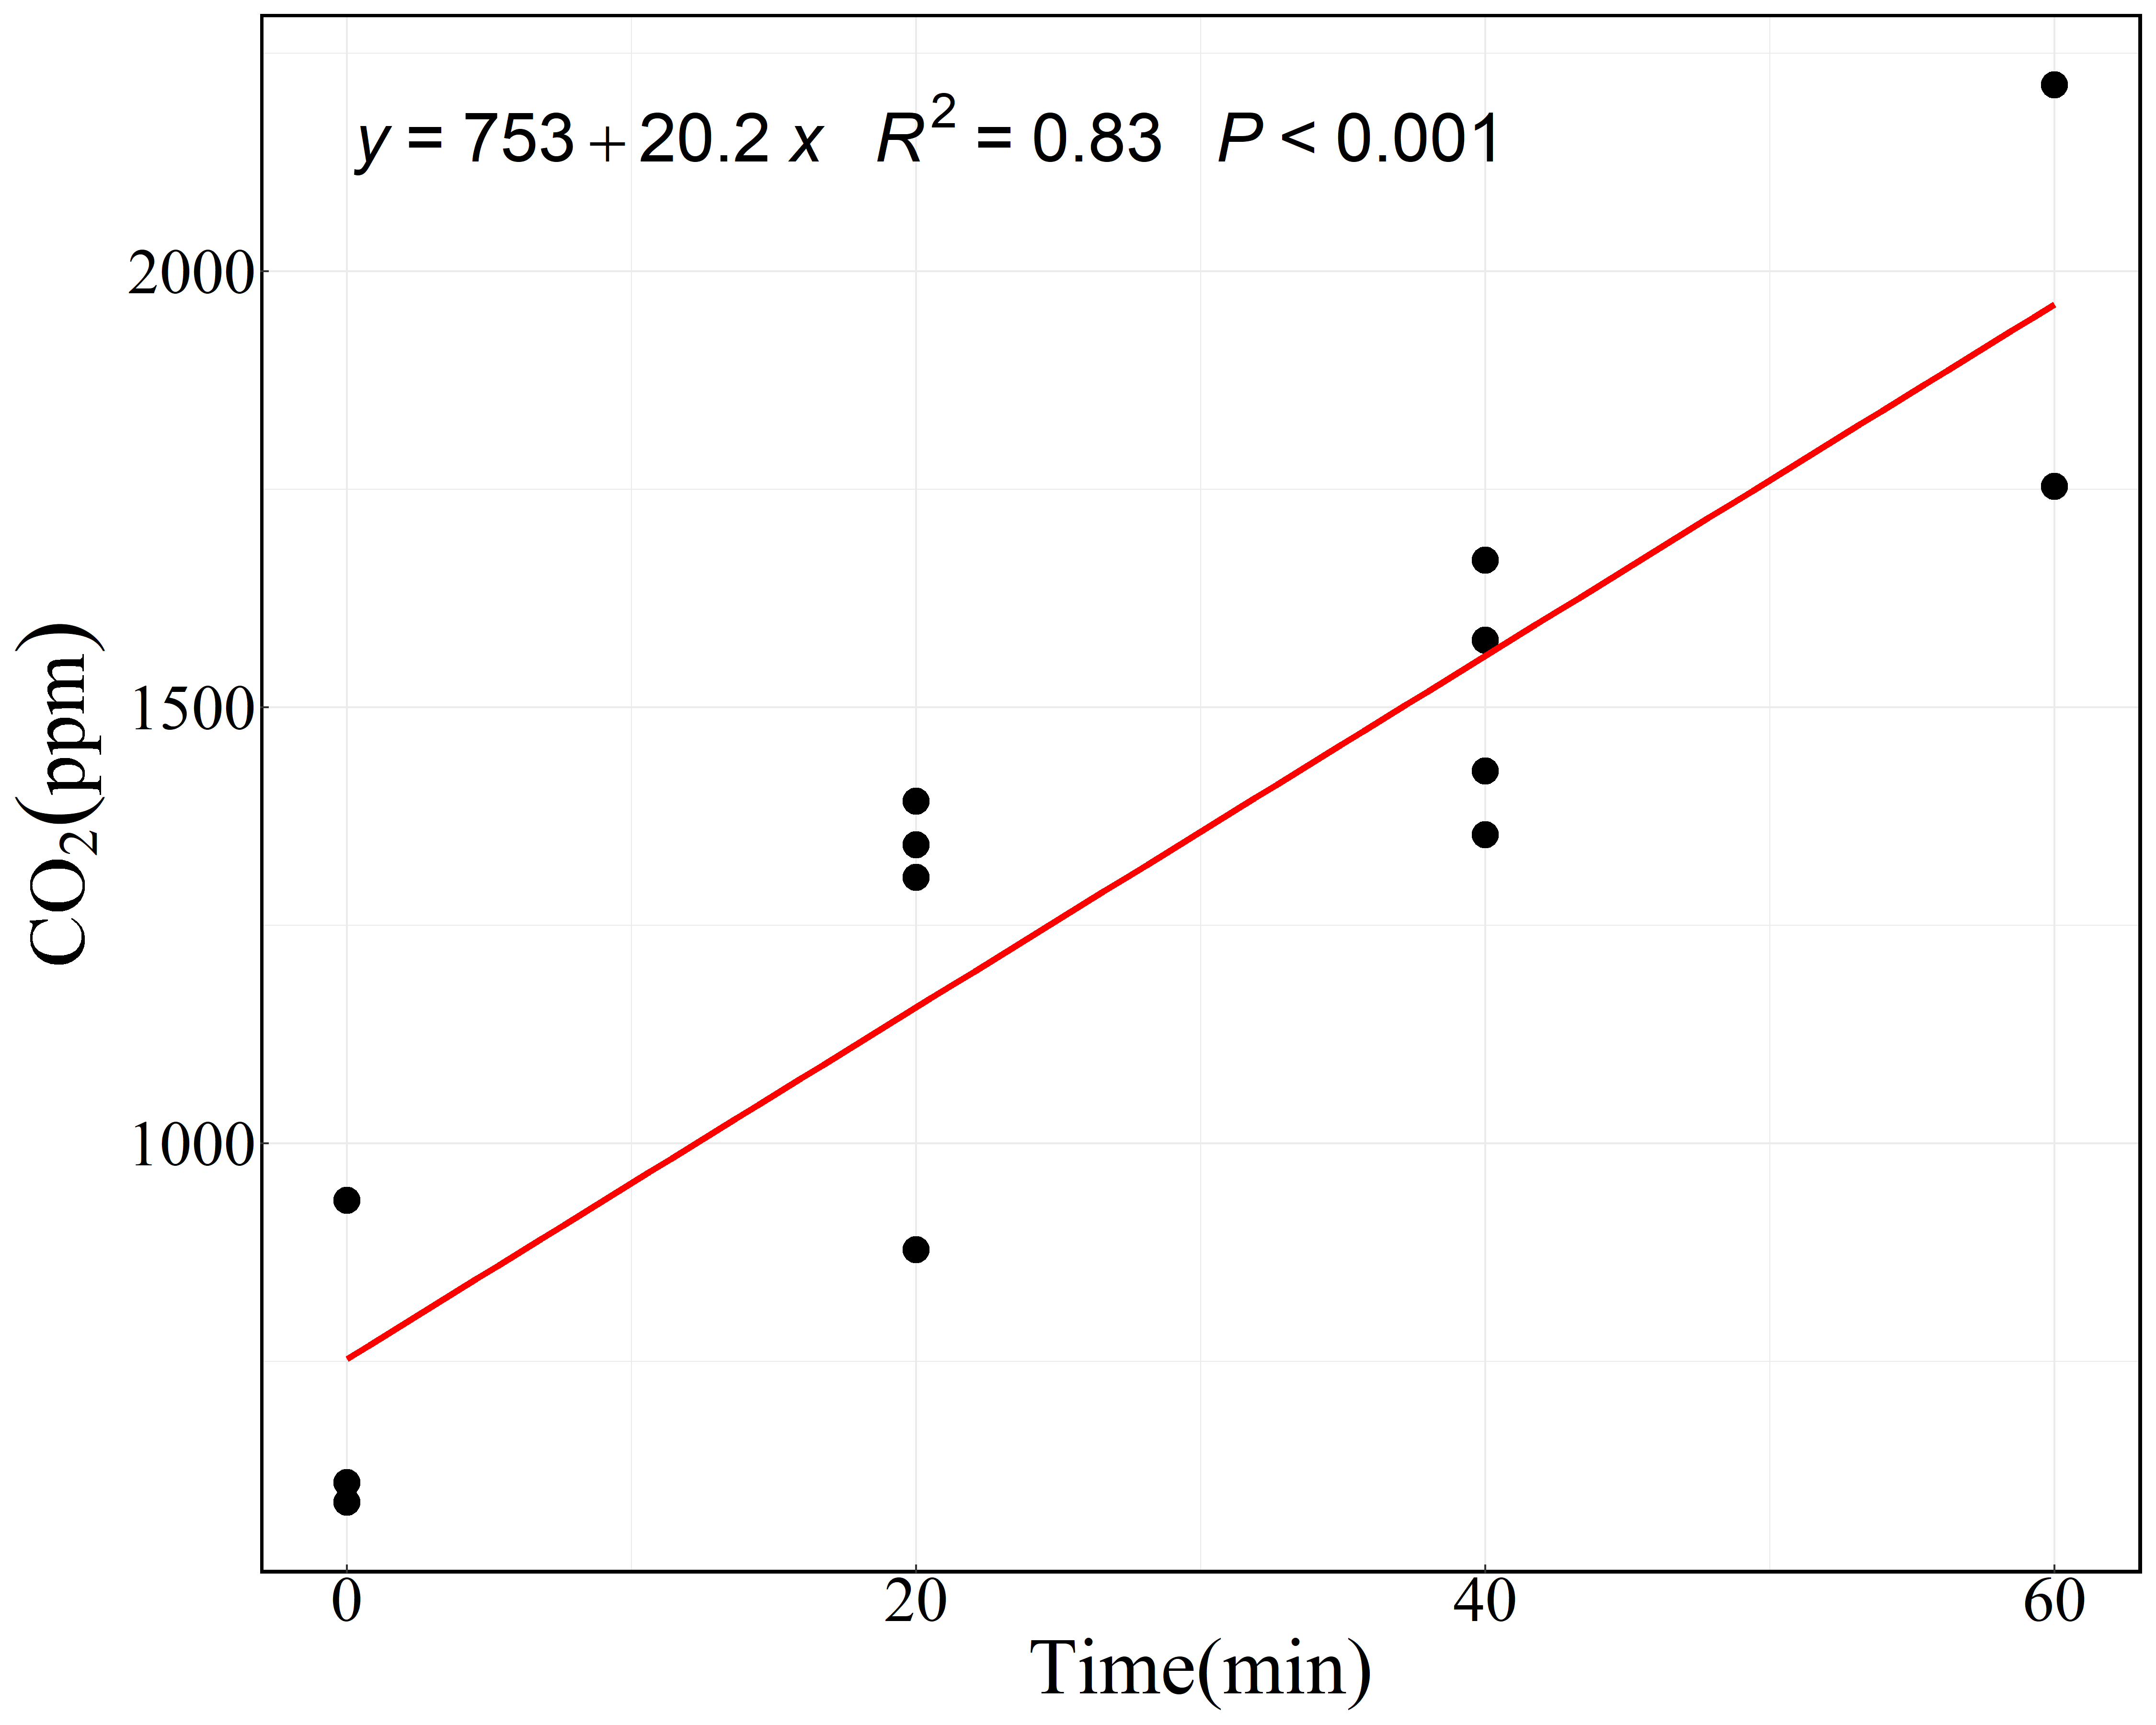 y = 753 + 20.2 x R² = 0.83 P < 0.001
2000
1500
1000
CO₂(ppm)
0 20 40 60
Time(min)